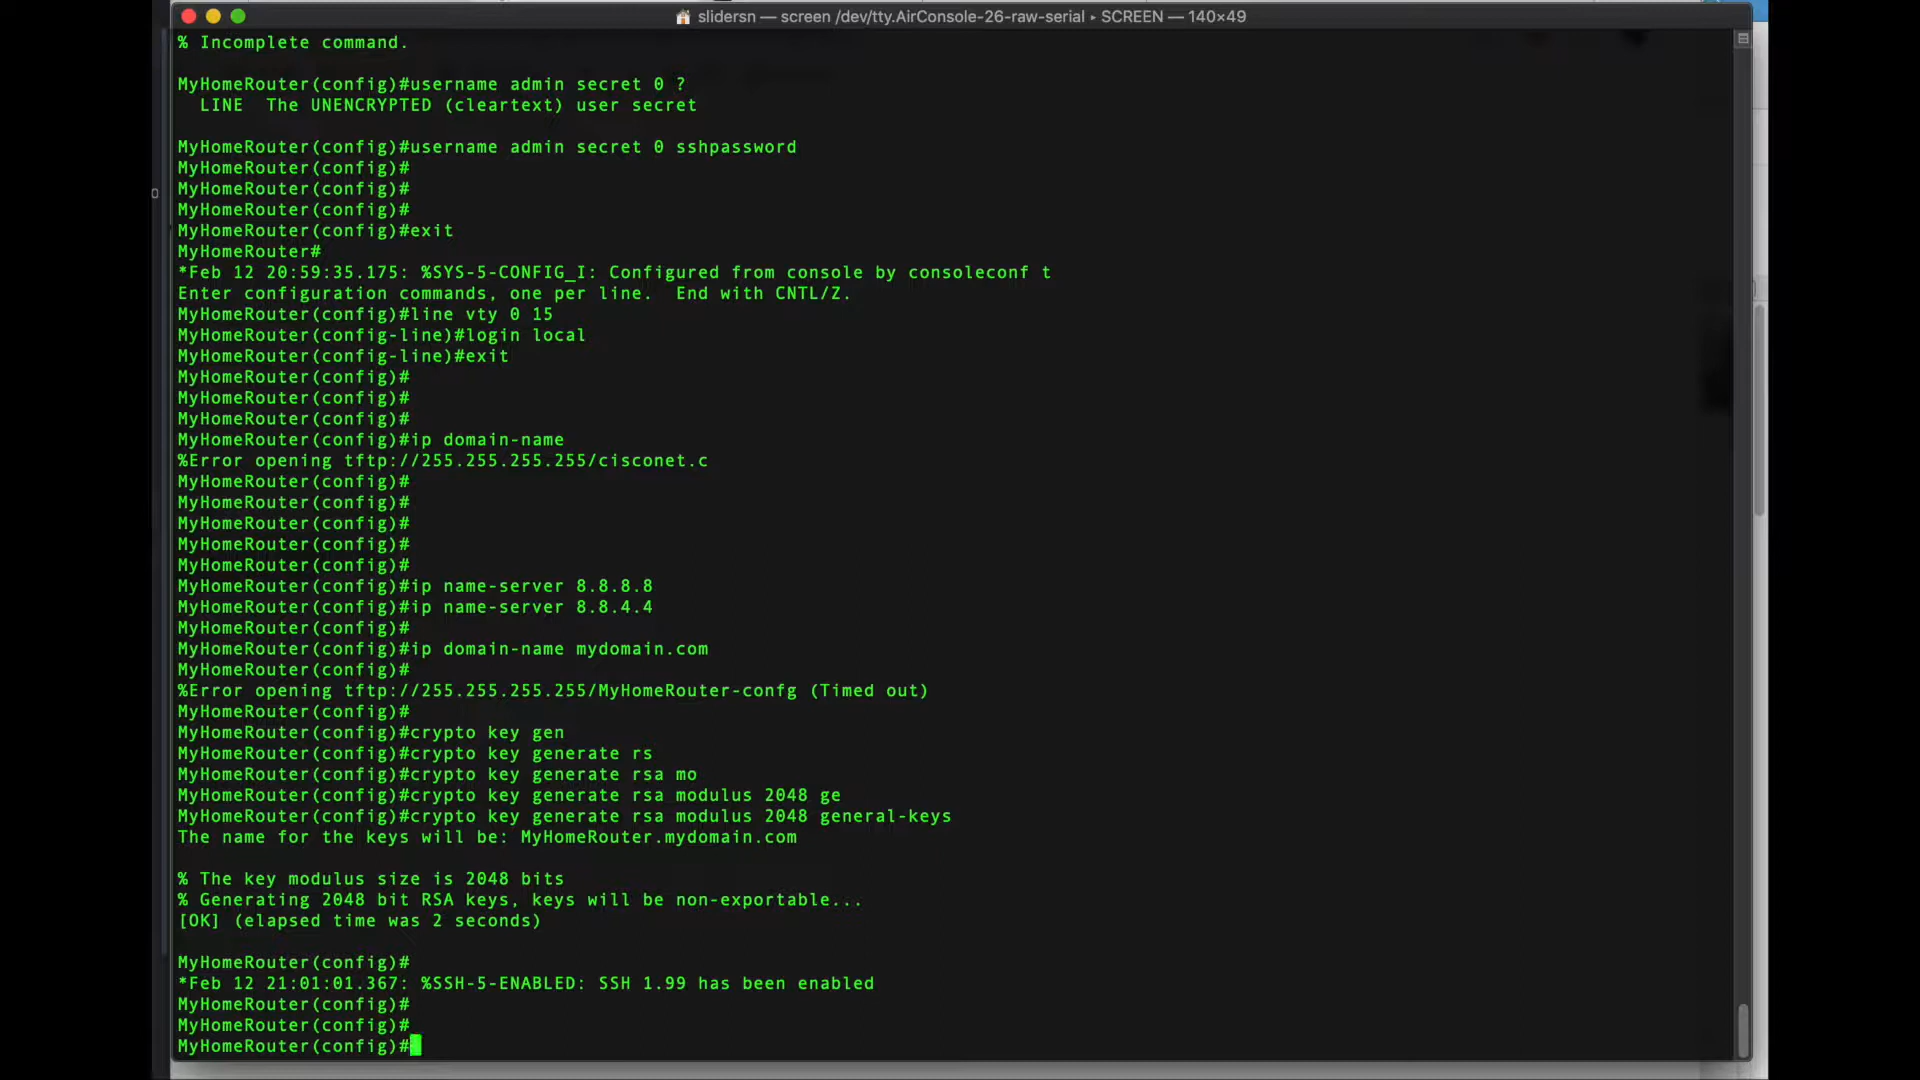 slidersn — screen /dev/tty.AirConsole-26-raw-serial ▸ SCREEN — 140×49
% Incomplete command.
MyHomeRouter(config)#username admin secret 0 ?
  LINE  The UNENCRYPTED (cleartext) user secret
MyHomeRouter(config)#username admin secret 0 sshpassword
MyHomeRouter(config)#
MyHomeRouter(config)#
MyHomeRouter(config)#
MyHomeRouter(config)#exit
MyHomeRouter#
*Feb 12 20:59:35.175: %SYS-5-CONFIG_I: Configured from console by consoleconf t
Enter configuration commands, one per line.  End with CNTL/Z.
MyHomeRouter(config)#line vty 0 15
MyHomeRouter(config-line)#login local
MyHomeRouter(config-line)#exit
MyHomeRouter(config)#
MyHomeRouter(config)#
MyHomeRouter(config)#
MyHomeRouter(config)#ip domain-name
%Error opening tftp://255.255.255.255/cisconet.c
MyHomeRouter(config)#
MyHomeRouter(config)#
MyHomeRouter(config)#
MyHomeRouter(config)#
MyHomeRouter(config)#
MyHomeRouter(config)#ip name-server 8.8.8.8
MyHomeRouter(config)#ip name-server 8.8.4.4
MyHomeRouter(config)#
MyHomeRouter(config)#ip domain-name mydomain.com
MyHomeRouter(config)#
%Error opening tftp://255.255.255.255/MyHomeRouter-confg (Timed out)
MyHomeRouter(config)#
MyHomeRouter(config)#crypto key gen
MyHomeRouter(config)#crypto key generate rs
MyHomeRouter(config)#crypto key generate rsa mo
MyHomeRouter(config)#crypto key generate rsa modulus 2048 ge
MyHomeRouter(config)#crypto key generate rsa modulus 2048 general-keys
The name for the keys will be: MyHomeRouter.mydomain.com
% The key modulus size is 2048 bits
% Generating 2048 bit RSA keys, keys will be non-exportable...
[OK] (elapsed time was 2 seconds)
MyHomeRouter(config)#
*Feb 12 21:01:01.367: %SSH-5-ENABLED: SSH 1.99 has been enabled
MyHomeRouter(config)#
MyHomeRouter(config)#
MyHomeRouter(config)#